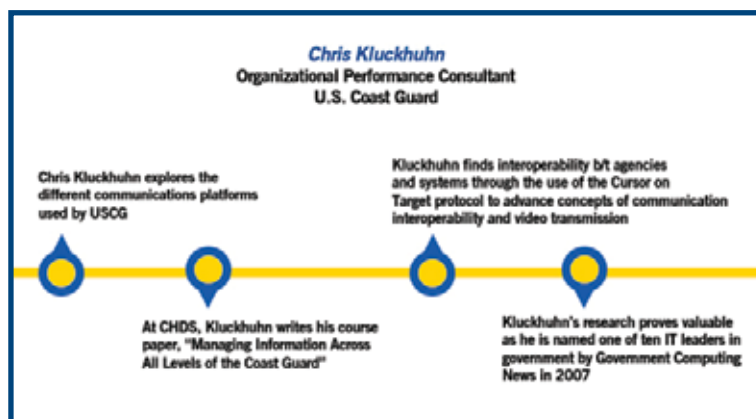 Chris Kluckhuhn
Organizational Performance Consultant
U.S. Coast Guard
Chris Kluckhuhn explores the
different communications platforms
used by USCG
At CHDS, Kluckhuhn writes his course
paper, "Managing Information Across
All Levels of the Coast Guard"
Kluckhuhn finds interoperability b/t agencies
and systems through the use of the Cursor on
Target protocol to advance concepts of communication
interoperability and video transmission
Kluckhuhn's research proves valuable
as he is named one of ten IT leaders in
government by Government Computing
News in 2007